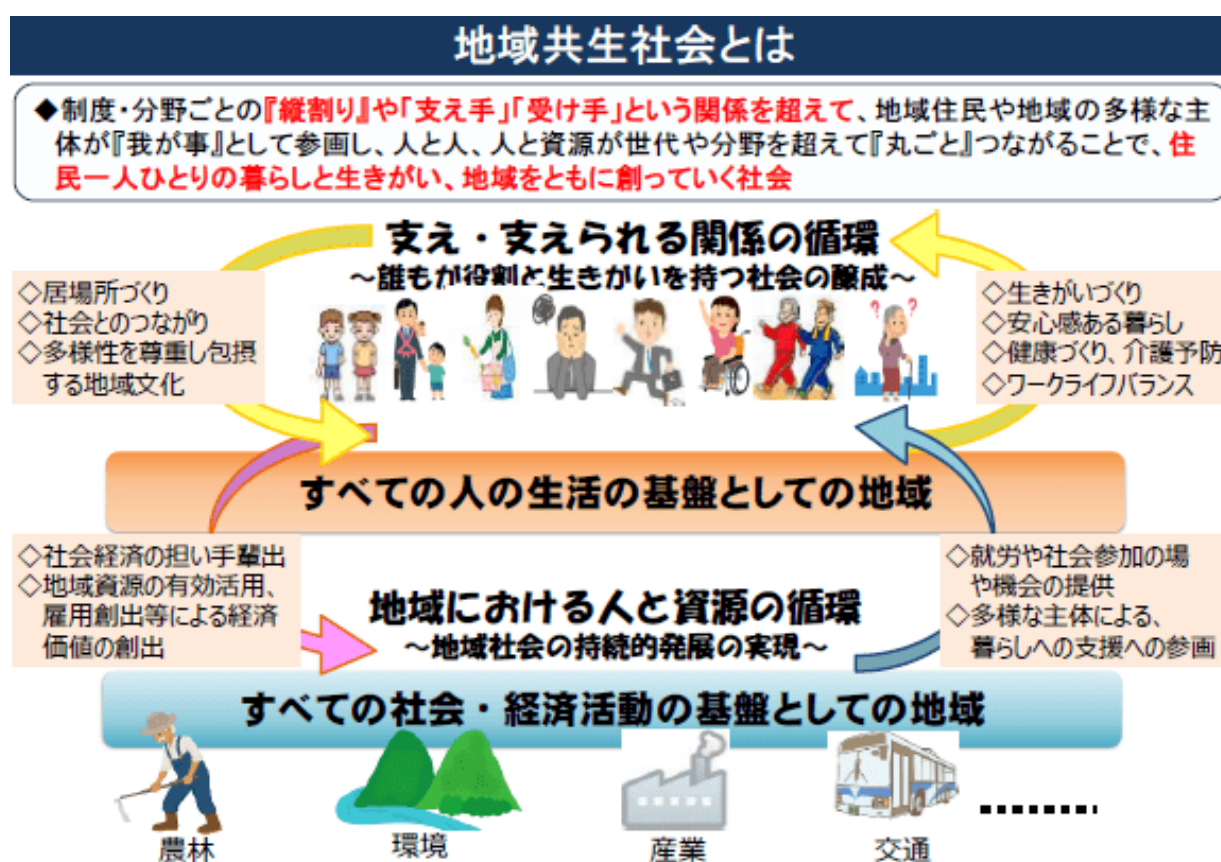 地域共生社会とは
◆制度・分野ごとの『縦割り』や「支え手」「受け手」という関係を超えて、地域住民や地域の多様な主
体が『我が事』として参画し、人と人、人と資源が世代や分野を超えて『丸ごと』つながることで、住
民一人ひとりの暮らしと生きがい、地域をともに創っていく社会
支え・支えられる関係の循環
～誰もが役割と生きがいを持つ社会の醸成～
◇居場所づくり
◇社会とのつながり
◇多様性を尊重し包摂
する地域文化
◇生きがいづくり
◇安心感ある暮らし
◇健康づくり、介護予防
◇ワークライフバランス
すべての人の生活の基盤としての地域
◇社会経済の担い手輩出
◇地域資源の有効活用、
雇用創出等による経済
価値の創出
地域における人と資源の循環
～地域社会の持続的発展の実現～
◇就労や社会参加の場
や機会の提供
◇多様な主体による、
暮らしへの支援への参画
すべての社会・経済活動の基盤としての地域
農林
環境
産業
交通